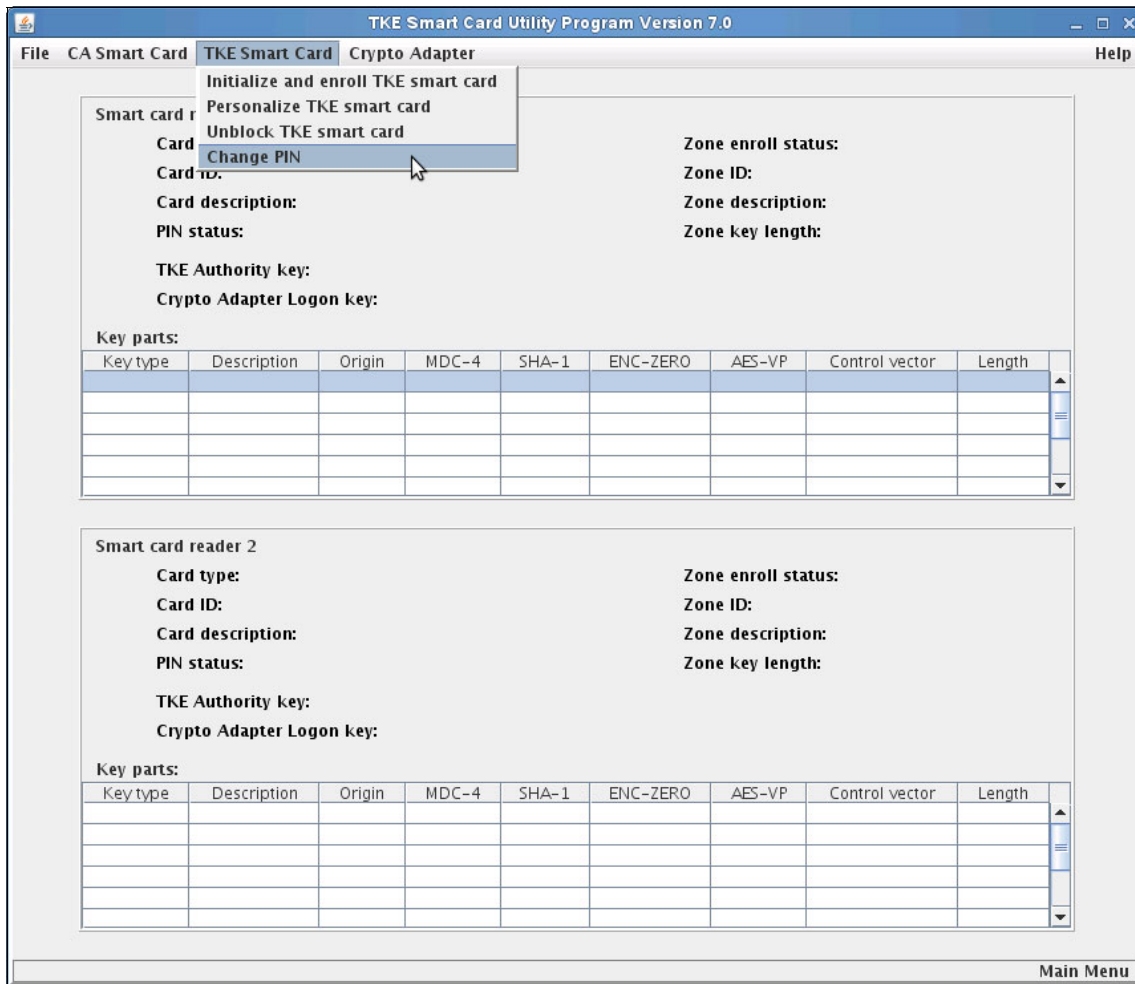 TKE Smart Card Utility Program Version 7.0
File CA Smart Card TKE Smart Card Crypto Adapter Help
Initialize and enroll TKE smart card
Personalize TKE smart card
Unblock TKE smart card
Change PIN
Smart card r
Card Zone enroll status:
Card ID: Zone ID:
Card description: Zone description:
PIN status: Zone key length:
TKE Authority key:
Crypto Adapter Logon key:
Key parts:
Key type Description Origin MDC-4 SHA-1 ENC-ZERO AES-VP Control vector Length
Smart card reader 2
Card type: Zone enroll status:
Card ID: Zone ID:
Card description: Zone description:
PIN status: Zone key length:
TKE Authority key:
Crypto Adapter Logon key:
Key parts:
Key type Description Origin MDC-4 SHA-1 ENC-ZERO AES-VP Control vector Length
Main Menu